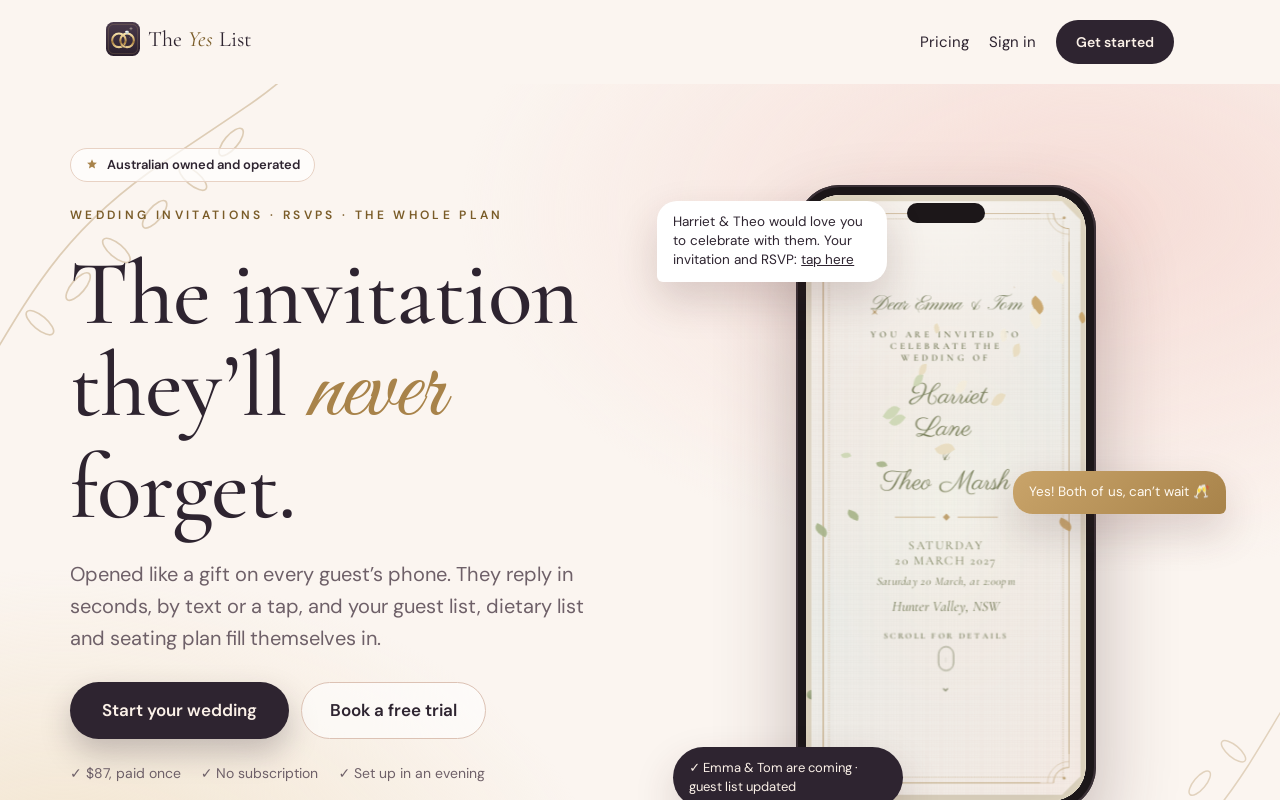 The Yes List
Pricing
Sign in
Get started
Australian owned and operated
WEDDING INVITATIONS · RSVPS · THE WHOLE PLAN
The invitation
they’ll never
forget.
Opened like a gift on every guest’s phone. They reply in
seconds, by text or a tap, and your guest list, dietary list
and seating plan fill themselves in.
Start your wedding
Book a free trial
✓ $87, paid once
✓ No subscription
✓ Set up in an evening
Harriet & Theo would love you
to celebrate with them. Your
invitation and RSVP: tap here
Dear Emma & Tom
YOU ARE INVITED TO
CELEBRATE THE
WEDDING OF
Harriet
Lane
&
Theo Marsh
Yes! Both of us, can’t wait 🥂
SATURDAY
20 MARCH 2027
Saturday 20 March, at 2:00pm
Hunter Valley, NSW
SCROLL FOR DETAILS
✓ Emma & Tom are coming ·
guest list updated